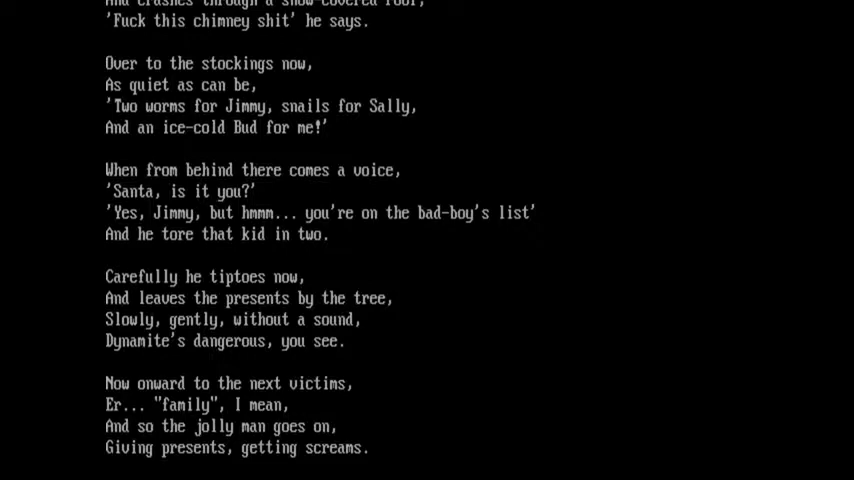 And crashes through a snow-covered roof,
'Fuck this chimney shit' he says.
Over to the stockings now,
As quiet as can be,
'Two worms for Jimmy, snails for Sally,
And an ice-cold Bud for me!'
When from behind there comes a voice,
'Santa, is it you?'
'Yes, Jimmy, but hmmm... you're on the bad-boy's list'
And he tore that kid in two.
Carefully he tiptoes now,
And leaves the presents by the tree,
Slowly, gently, without a sound,
Dynamite's dangerous, you see.
Now onward to the next victims,
Er... "family", I mean,
And so the jolly man goes on,
Giving presents, getting screams.